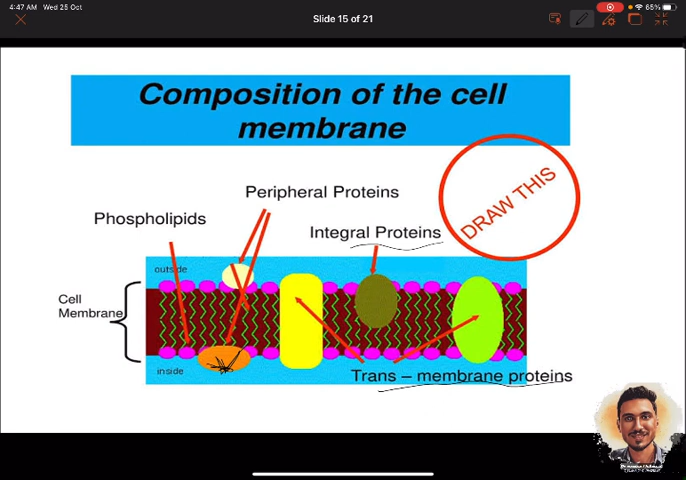 4:47 AM Wed 25 Oct
65%
Slide 15 of 21
Composition of the cell
membrane
DRAW THIS
Peripheral Proteins
Phospholipids
Integral Proteins
outside
Cell
Membrane
inside
Trans – membrane proteins